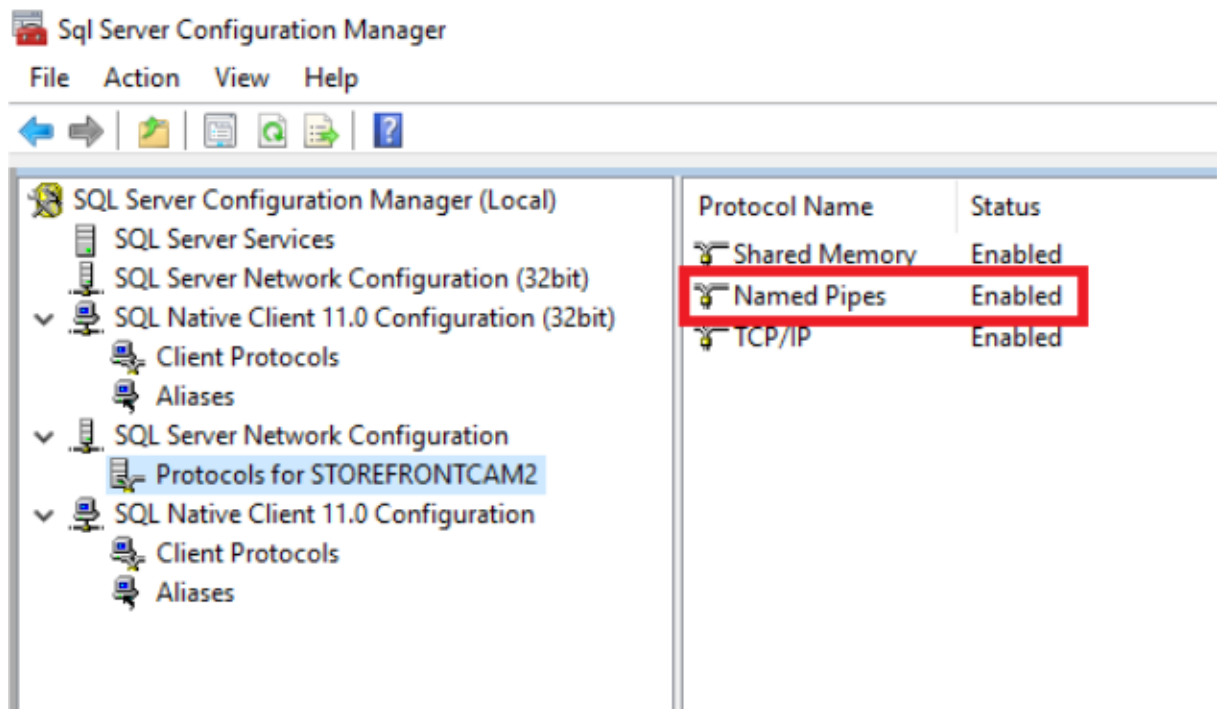 Sql Server Configuration Manager
File Action View Help
SQL Server Configuration Manager (Local)
SQL Server Services
SQL Server Network Configuration (32bit)
SQL Native Client 11.0 Configuration (32bit)
Client Protocols
Aliases
SQL Server Network Configuration
Protocols for STOREFRONTCAM2
SQL Native Client 11.0 Configuration
Client Protocols
Aliases
Protocol Name Status
Shared Memory Enabled
Named Pipes Enabled
TCP/IP Enabled